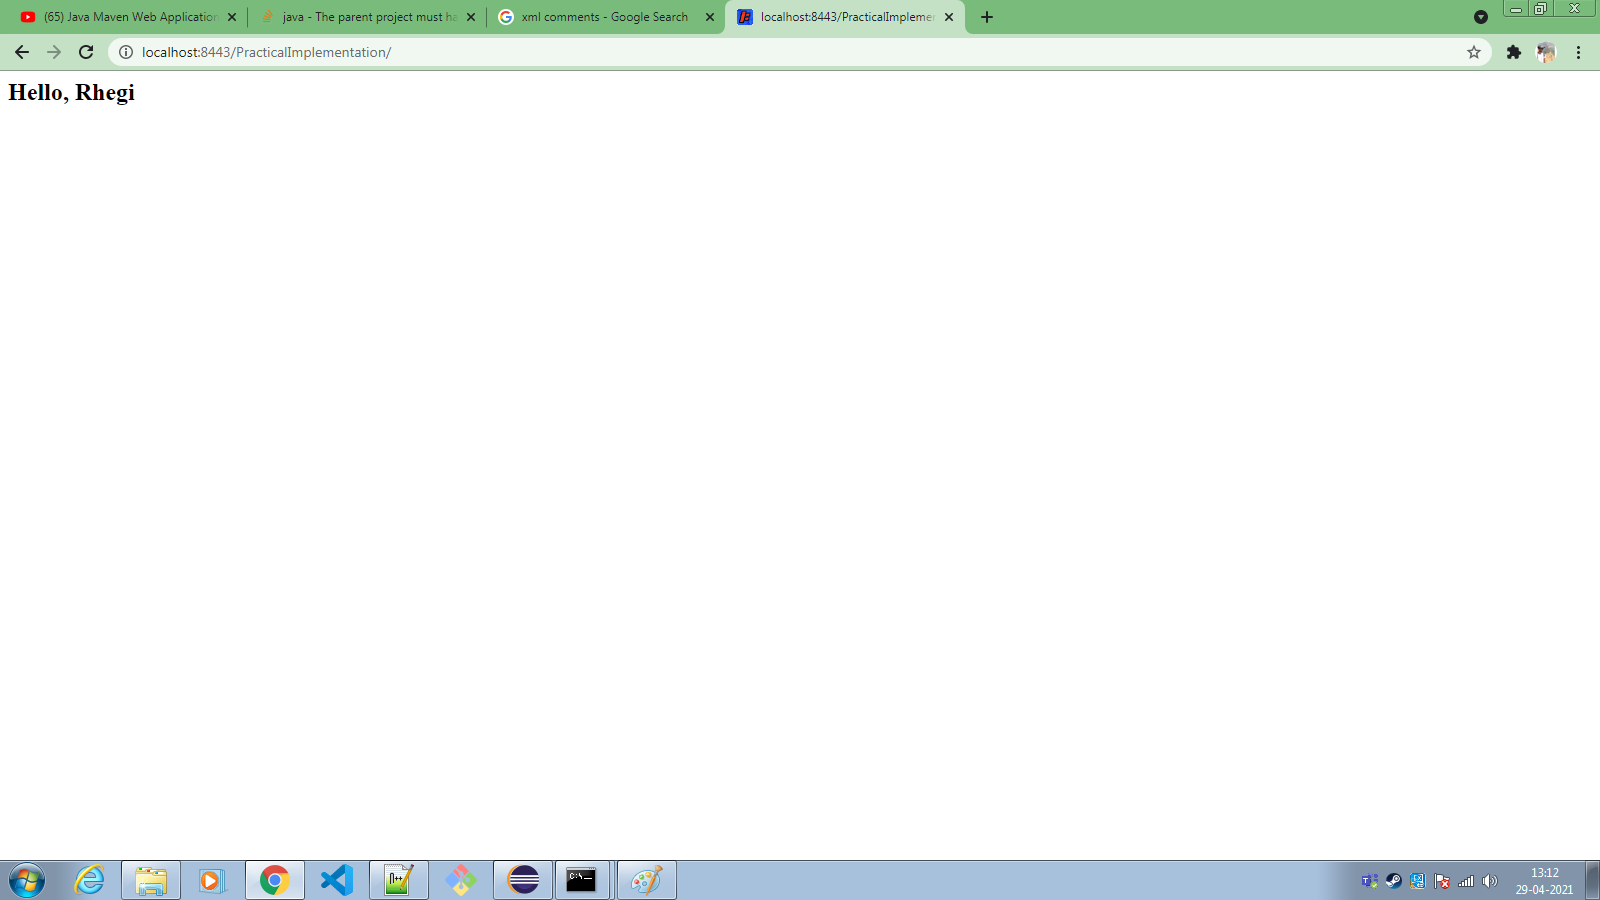 (65) Java Maven Web Application
java - The parent project must ha
xml comments - Google Search
localhost:8443/PracticalImplemen
localhost:8443/PracticalImplementation/
Hello, Rhegi
C:\_
13:12
29-04-2021